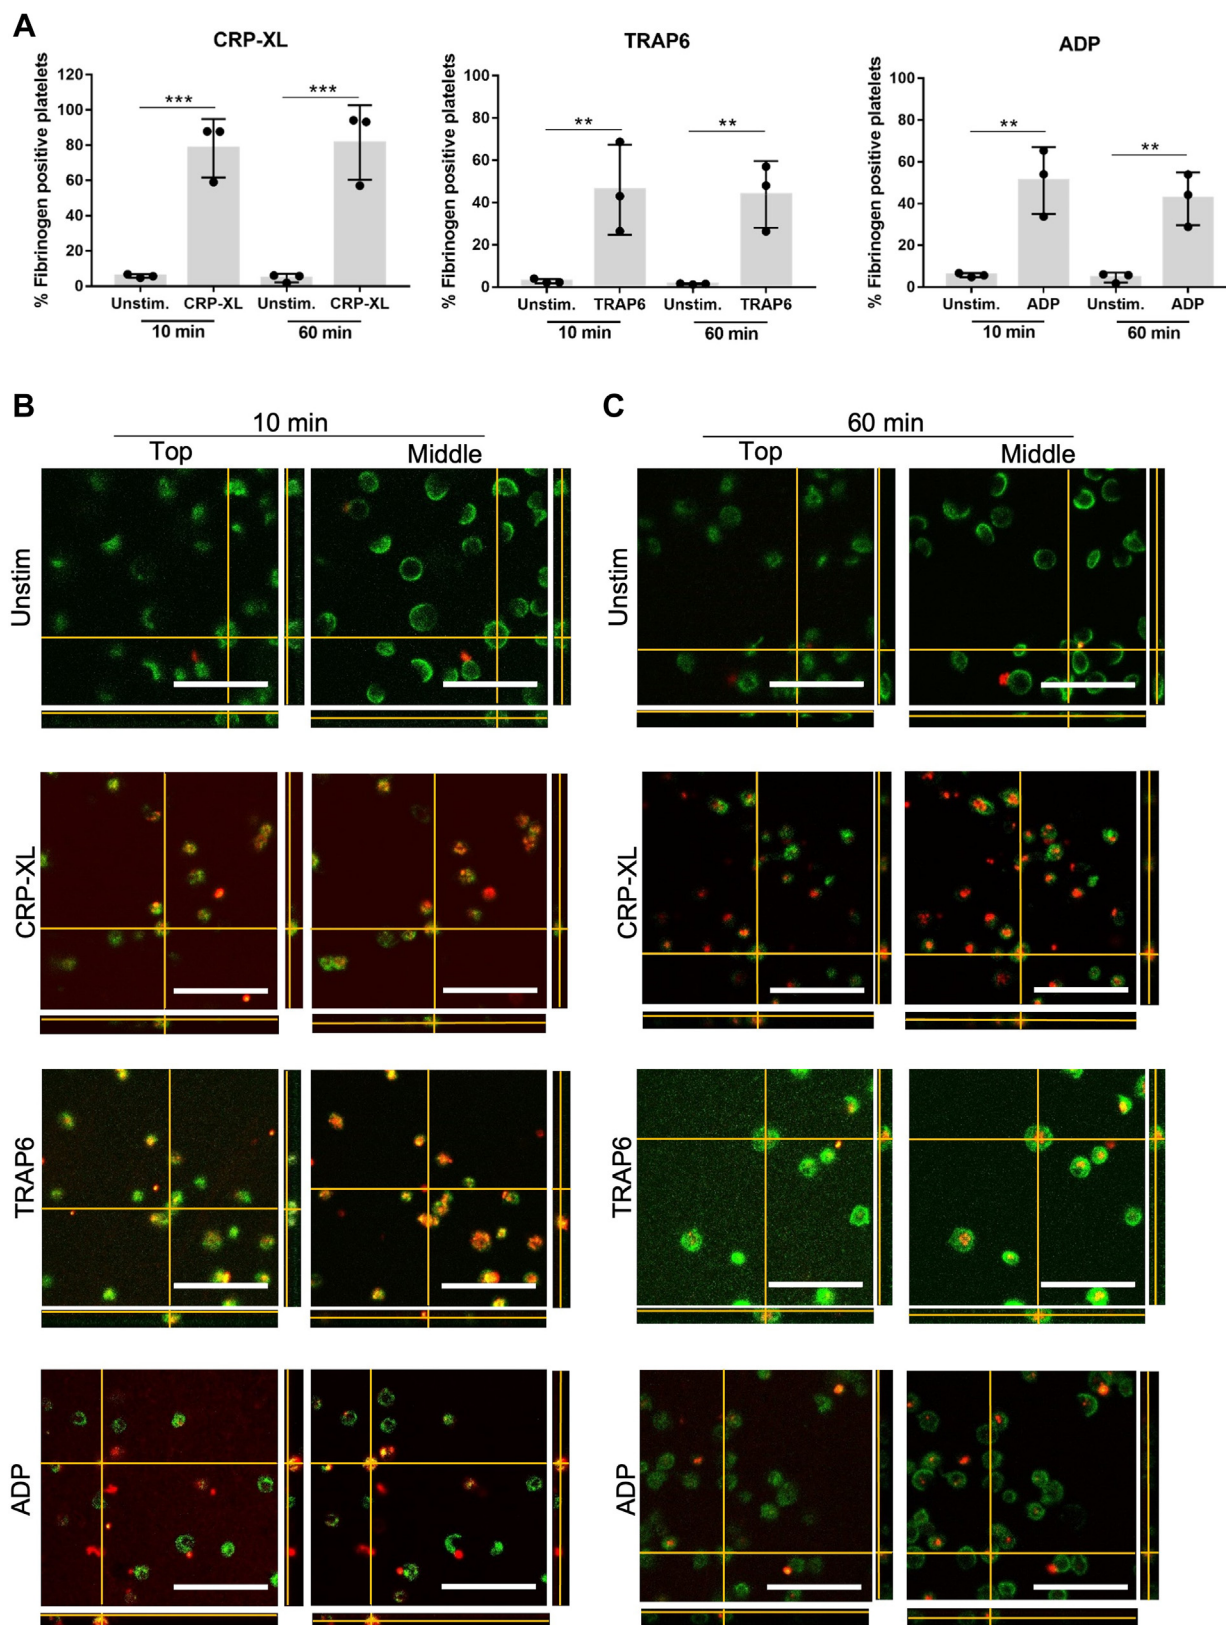 A
CRP-XL
% Fibrinogen positive platelets
120
100
80
60
40
20
0
***
***
Unstim. CRP-XL Unstim. CRP-XL
10 min 60 min
TRAP6
% Fibrinogen positive platelets
100
80
60
40
20
0
**
**
Unstim. TRAP6 Unstim. TRAP6
10 min 60 min
ADP
% Fibrinogen positive platelets
100
80
60
40
20
0
**
**
Unstim. ADP Unstim. ADP
10 min 60 min
B
10 min
Top Middle
Unstim
CRP-XL
TRAP6
ADP
C
60 min
Top Middle
Unstim
CRP-XL
TRAP6
ADP